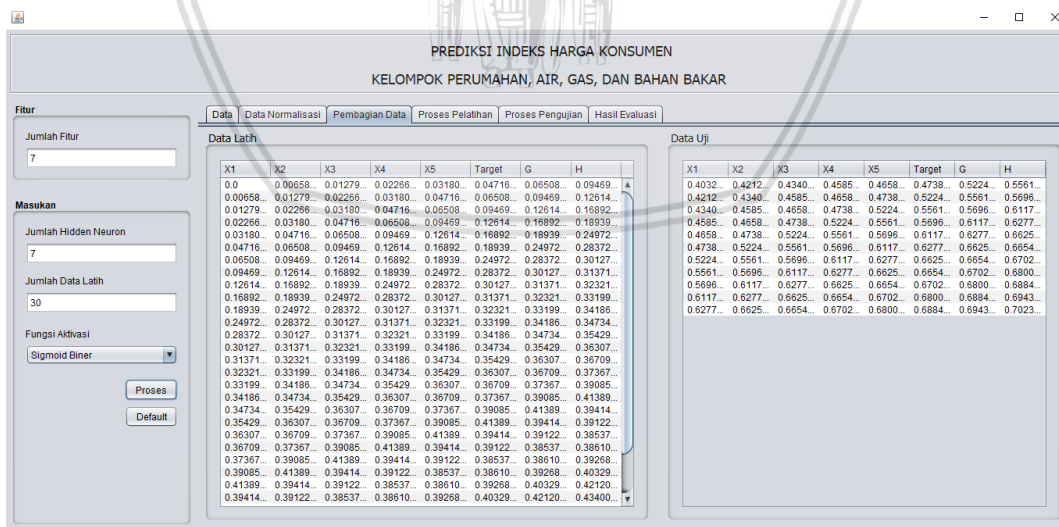 PREDIKSI INDEKS HARGA KONSUMEN
KELOMPOK PERUMAHAN, AIR, GAS, DAN BAHAN BAKAR
Fitur
Jumlah Fitur
7
Masukan
Jumlah Hidden Neuron
7
Jumlah Data Latih
30
Fungsi Aktivasi
Sigmoid Biner
Proses
Default
Data Data Normalisasi Pembagian Data Proses Pelatihan Proses Pengujian Hasil Evaluasi
Data Latih
X1 X2 X3 X4 X5 Target G H
0.0 0.00658... 0.01279... 0.02266... 0.03180... 0.04716... 0.06508... 0.09469...
0.00658... 0.01279... 0.02266... 0.03180... 0.04716... 0.06508... 0.09469... 0.12614...
0.01279... 0.02266... 0.03180... 0.04716... 0.06508... 0.09469... 0.12614... 0.16892...
0.02266... 0.03180... 0.04716... 0.06508... 0.09469... 0.12614... 0.16892... 0.18939...
0.03180... 0.04716... 0.06508... 0.09469... 0.12614... 0.16892... 0.18939... 0.24972...
0.04716... 0.06508... 0.09469... 0.12614... 0.16892... 0.18939... 0.24972... 0.28372...
0.06508... 0.09469... 0.12614... 0.16892... 0.18939... 0.24972... 0.28372... 0.30127...
0.09469... 0.12614... 0.16892... 0.18939... 0.24972... 0.28372... 0.30127... 0.31371...
0.12614... 0.16892... 0.18939... 0.24972... 0.28372... 0.30127... 0.31371... 0.32321...
0.16892... 0.18939... 0.24972... 0.28372... 0.30127... 0.31371... 0.32321... 0.33199...
0.18939... 0.24972... 0.28372... 0.30127... 0.31371... 0.32321... 0.33199... 0.34186...
0.24972... 0.28372... 0.30127... 0.31371... 0.32321... 0.33199... 0.34186... 0.34734...
0.28372... 0.30127... 0.31371... 0.32321... 0.33199... 0.34186... 0.34734... 0.35429...
0.30127... 0.31371... 0.32321... 0.33199... 0.34186... 0.34734... 0.35429... 0.36307...
0.31371... 0.32321... 0.33199... 0.34186... 0.34734... 0.35429... 0.36307... 0.36709...
0.32321... 0.33199... 0.34186... 0.34734... 0.35429... 0.36307... 0.36709... 0.37367...
0.33199... 0.34186... 0.34734... 0.35429... 0.36307... 0.36709... 0.37367... 0.39085...
0.34186... 0.34734... 0.35429... 0.36307... 0.36709... 0.37367... 0.39085... 0.41389...
0.34734... 0.35429... 0.36307... 0.36709... 0.37367... 0.39085... 0.41389... 0.39414...
0.35429... 0.36307... 0.36709... 0.37367... 0.39085... 0.41389... 0.39414... 0.39122...
0.36307... 0.36709... 0.37367... 0.39085... 0.41389... 0.39414... 0.39122... 0.38537...
0.36709... 0.37367... 0.39085... 0.41389... 0.39414... 0.39122... 0.38537... 0.38610...
0.37367... 0.39085... 0.41389... 0.39414... 0.39122... 0.38537... 0.38610... 0.39268...
0.39085... 0.41389... 0.39414... 0.39122... 0.38537... 0.38610... 0.39268... 0.40329...
0.41389... 0.39414... 0.39122... 0.38537... 0.38610... 0.39268... 0.40329... 0.42120...
0.39414... 0.39122... 0.38537... 0.38610... 0.39268... 0.40329... 0.42120... 0.43400...
Data Uji
X1 X2 X3 X4 X5 Target G H
0.4032... 0.4212... 0.4340... 0.4585... 0.4658... 0.4738... 0.5224... 0.5561...
0.4212... 0.4340... 0.4585... 0.4658... 0.4738... 0.5224... 0.5561... 0.5696...
0.4340... 0.4585... 0.4658... 0.4738... 0.5224... 0.5561... 0.5696... 0.6117...
0.4585... 0.4658... 0.4738... 0.5224... 0.5561... 0.5696... 0.6117... 0.6277...
0.4658... 0.4738... 0.5224... 0.5561... 0.5696... 0.6117... 0.6277... 0.6625...
0.4738... 0.5224... 0.5561... 0.5696... 0.6117... 0.6277... 0.6625... 0.6654...
0.5224... 0.5561... 0.5696... 0.6117... 0.6277... 0.6625... 0.6654... 0.6702...
0.5561... 0.5696... 0.6117... 0.6277... 0.6625... 0.6654... 0.6702... 0.6800...
0.5696... 0.6117... 0.6277... 0.6625... 0.6654... 0.6702... 0.6800... 0.6884...
0.6117... 0.6277... 0.6625... 0.6654... 0.6702... 0.6800... 0.6884... 0.6943...
0.6277... 0.6625... 0.6654... 0.6702... 0.6800... 0.6884... 0.6943... 0.7023...